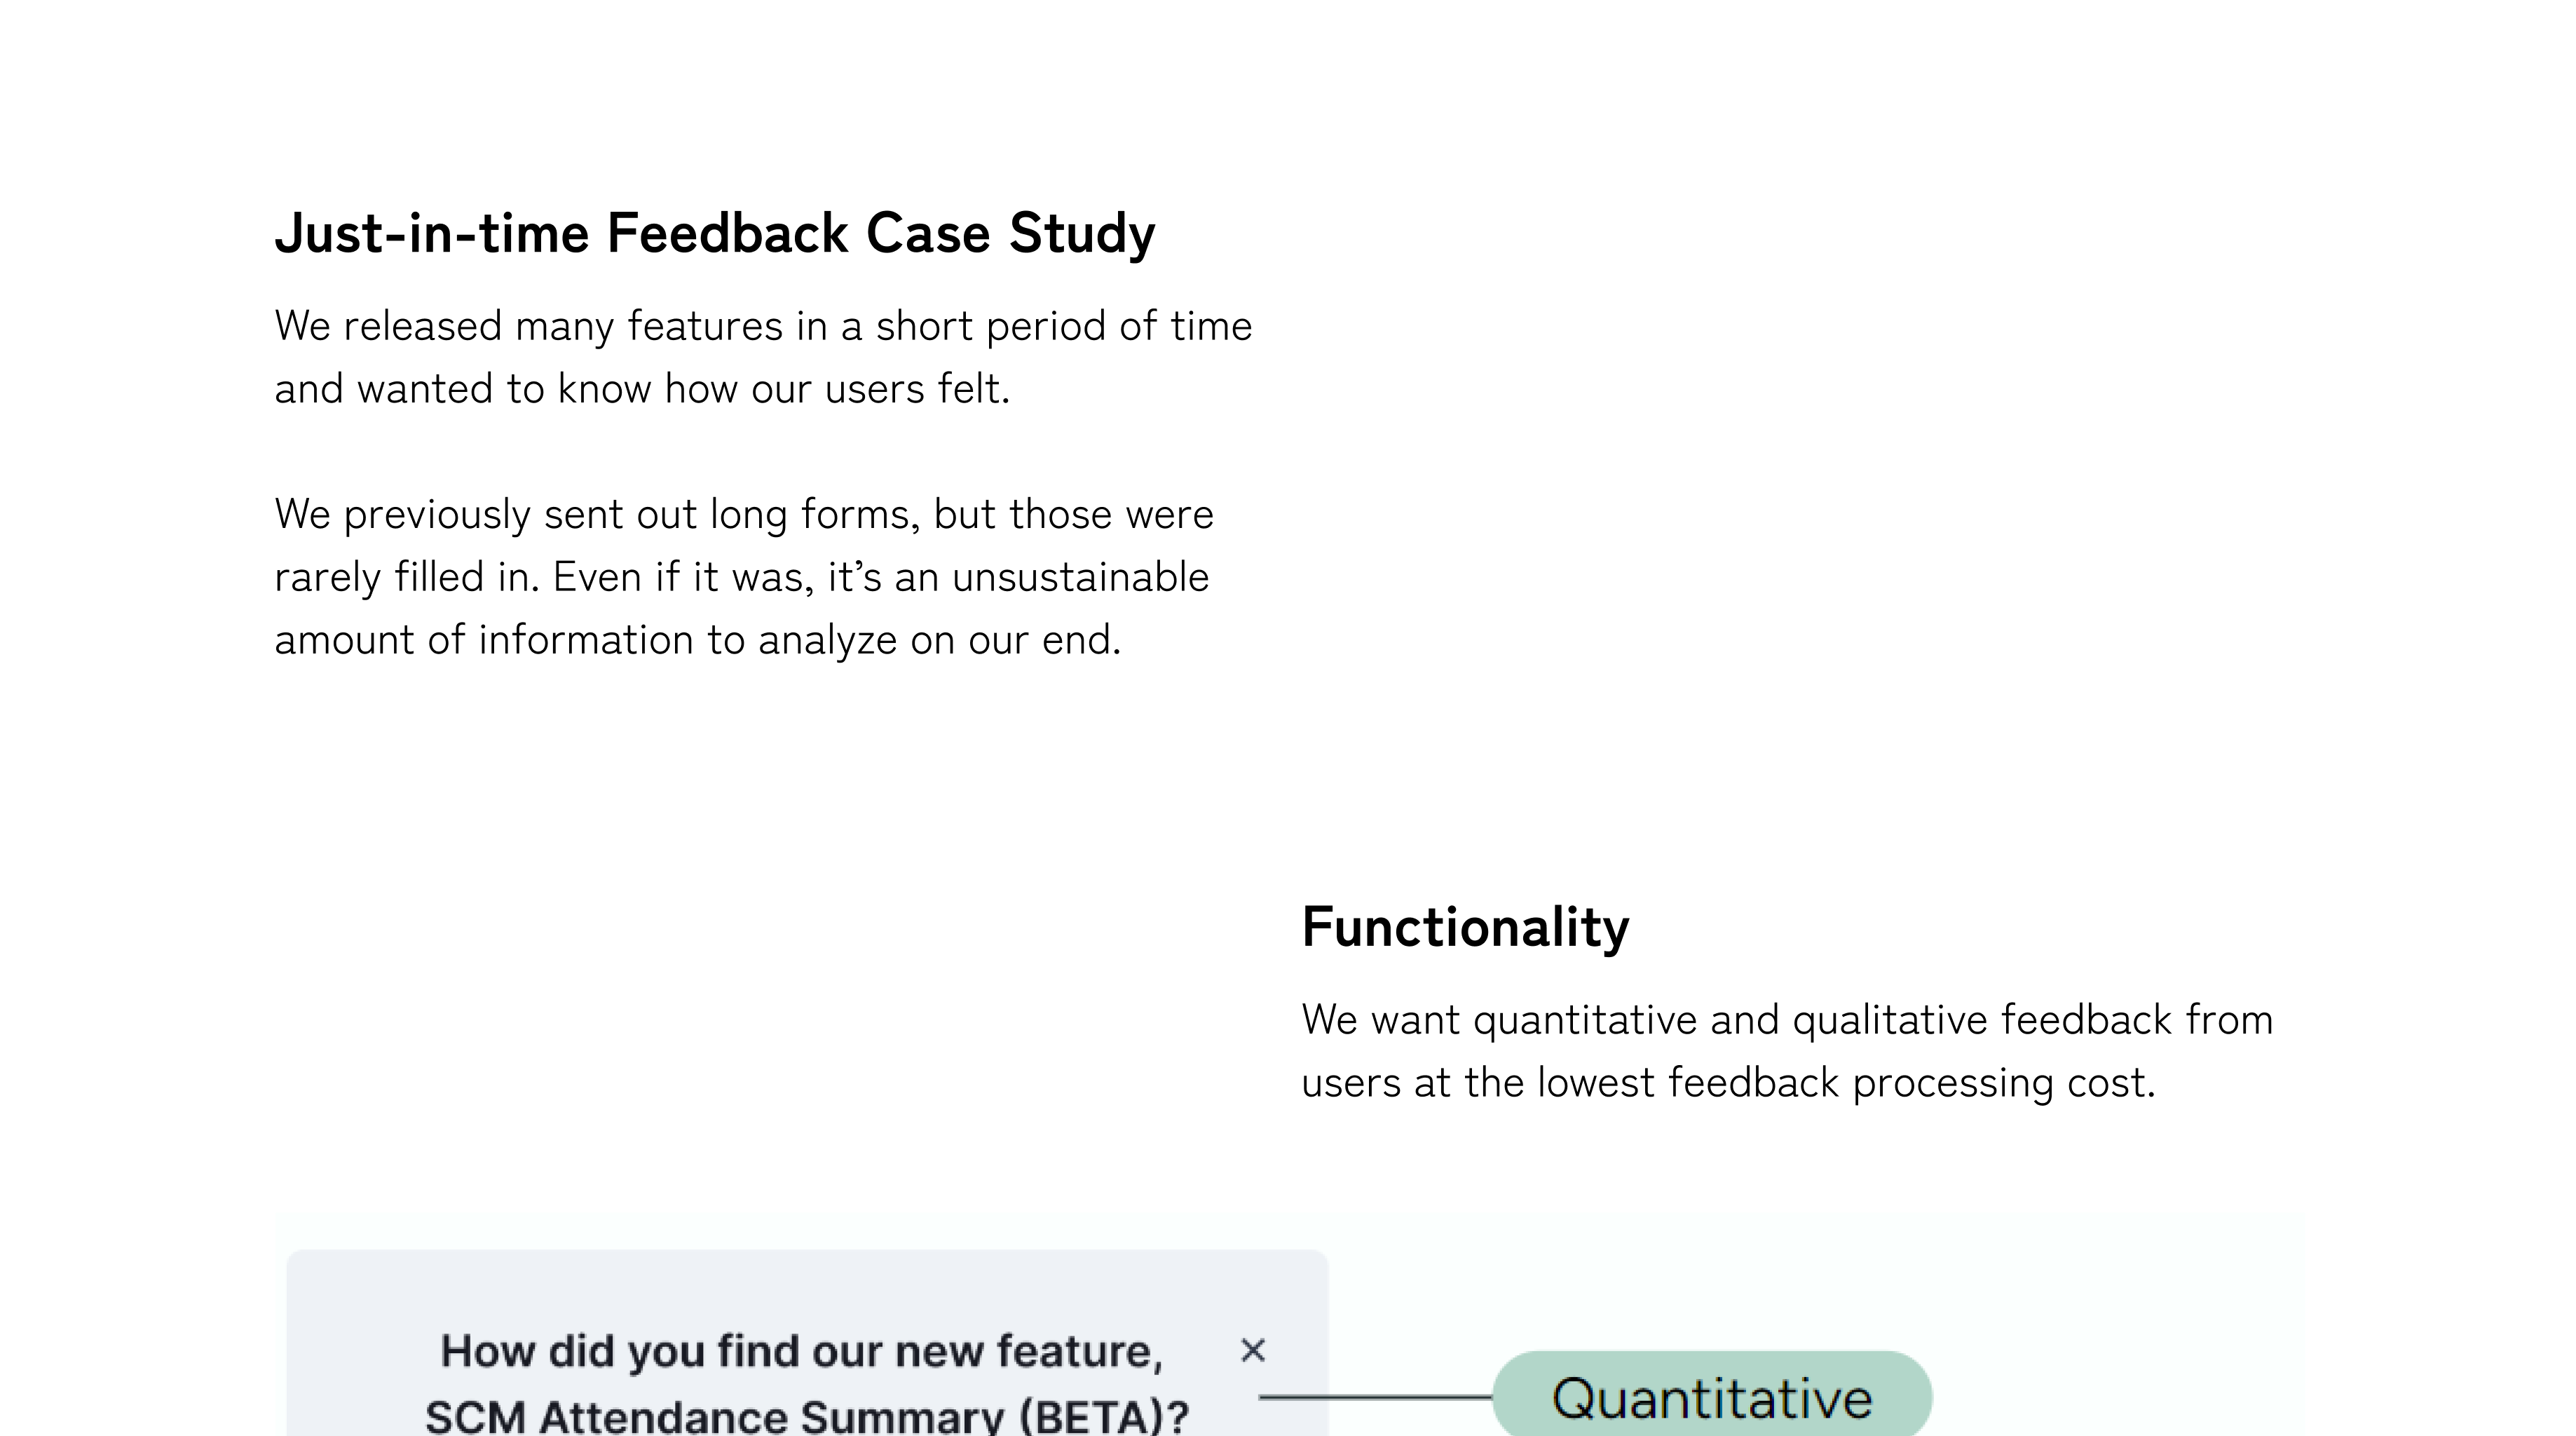 Just-in-time Feedback Case Study
We released many features in a short period of time
and wanted to know how our users felt.
We previously sent out long forms, but those were
rarely filled in. Even if it was, it’s an unsustainable
amount of information to analyze on our end.
Functionality
We want quantitative and qualitative feedback from
users at the lowest feedback processing cost.
How did you find our new feature,
SCM Attendance Summary (BETA)?
Quantitative